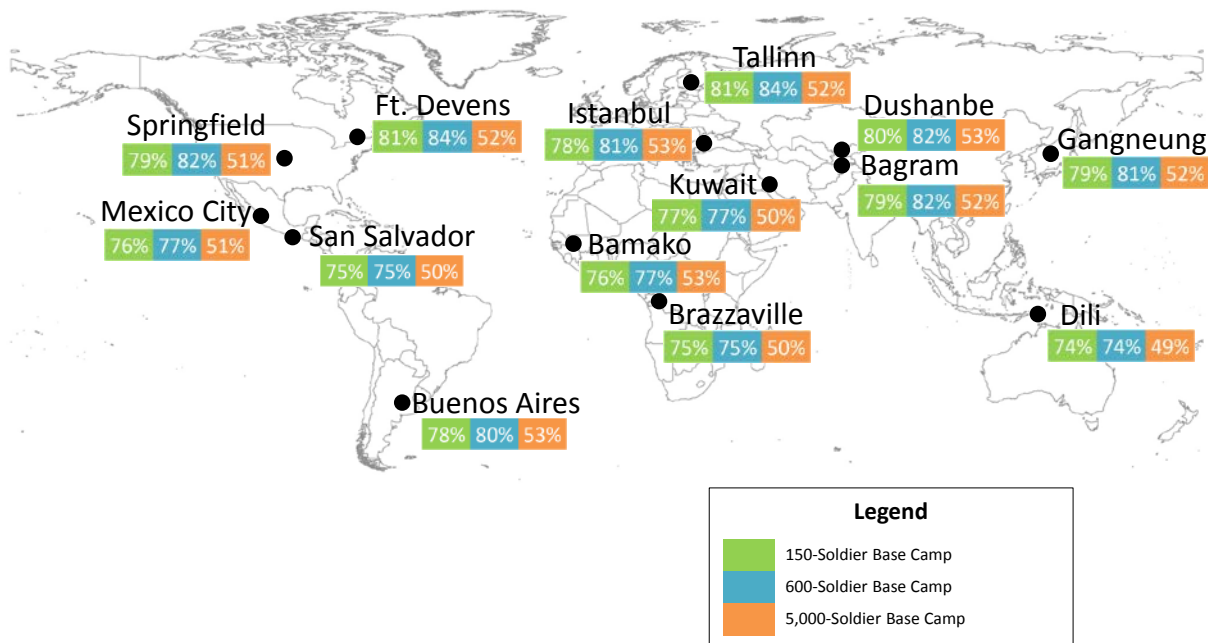 Tallinn
81% 84% 52%
Ft. Devens
81% 84% 52%
Springfield
79% 82% 51%
Istanbul
78% 81% 53%
Dushanbe
80% 82% 53%
Gangneung
79% 81% 52%
Bagram
79% 82% 52%
Kuwait
77% 77% 50%
Mexico City
76% 77% 51%
San Salvador
75% 75% 50%
Bamako
76% 77% 53%
Brazzaville
75% 75% 50%
Dili
74% 74% 49%
Buenos Aires
78% 80% 53%
Legend
150-Soldier Base Camp
600-Soldier Base Camp
5,000-Soldier Base Camp